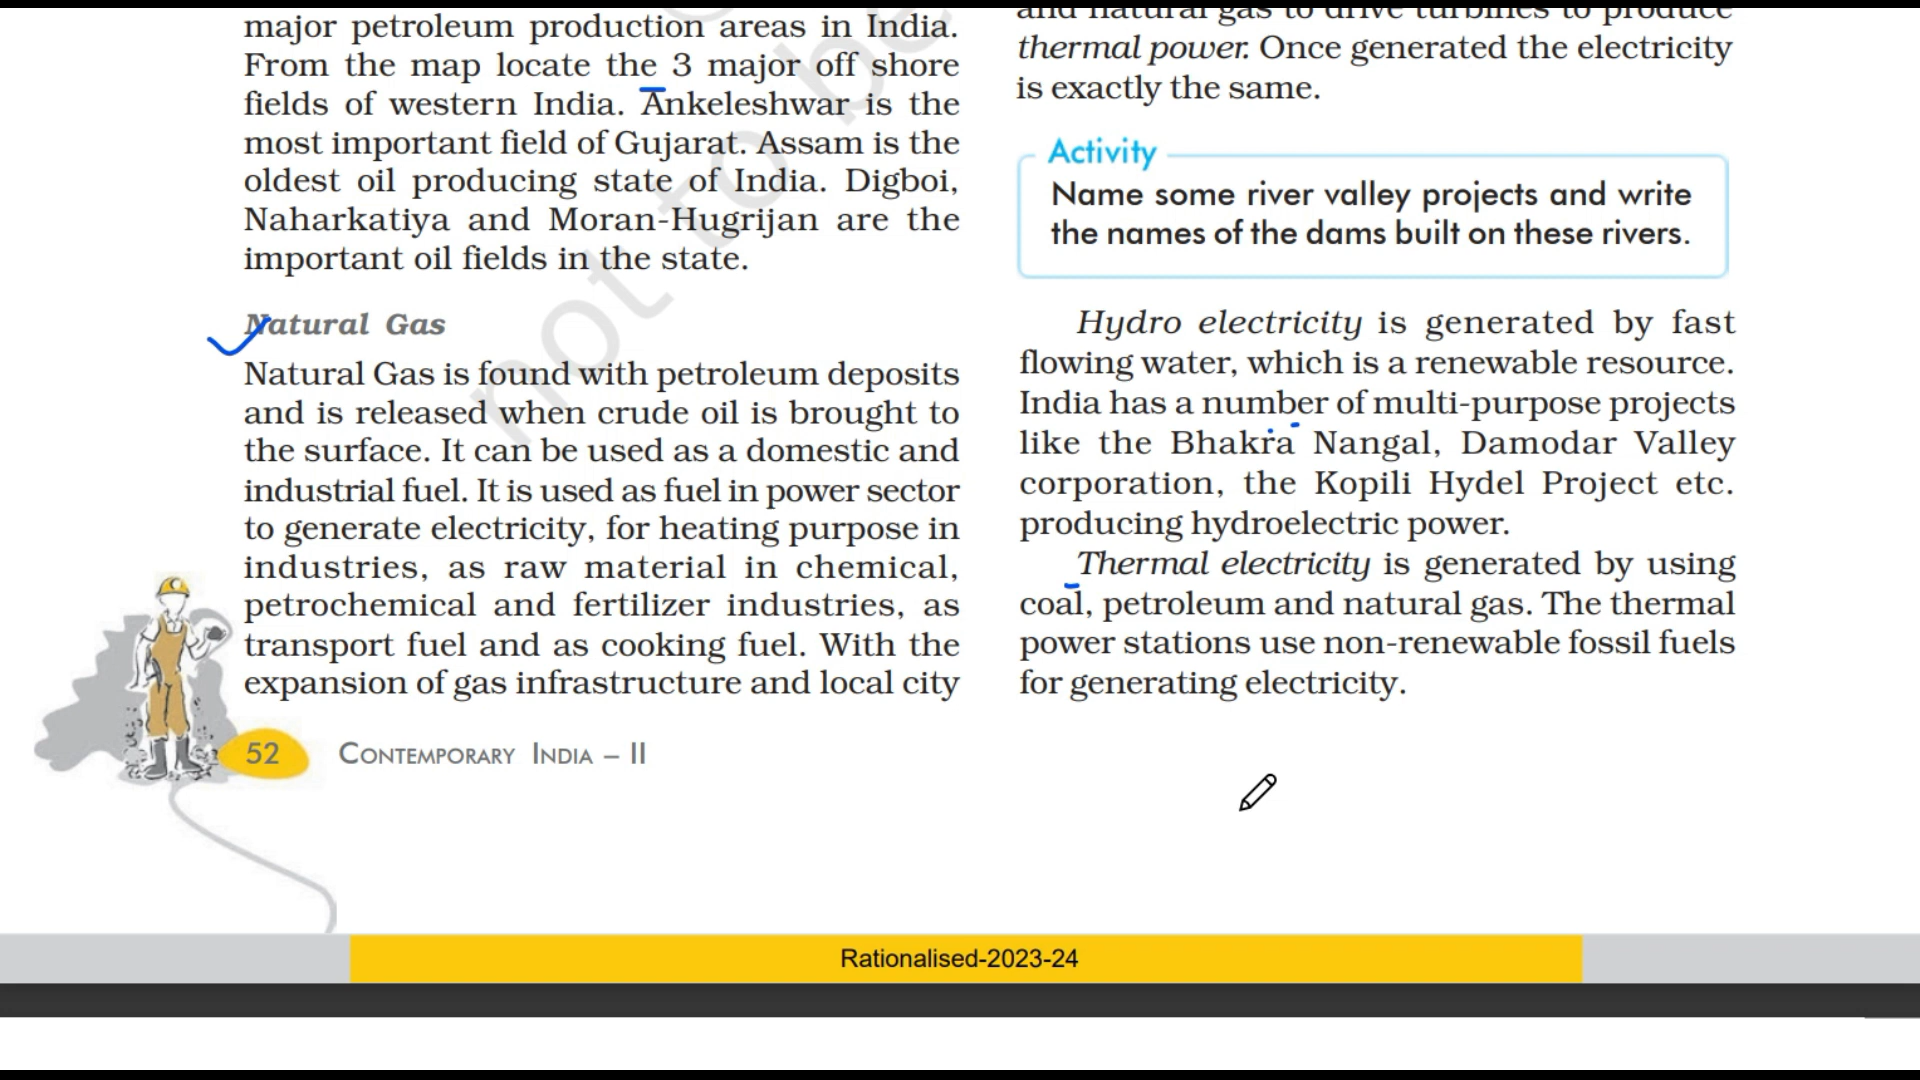 major petroleum production areas in India.
From the map locate the 3 major off shore
fields of western India. Ankeleshwar is the
most important field of Gujarat. Assam is the
oldest oil producing state of India. Digboi,
Naharkatiya and Moran-Hugrijan are the
important oil fields in the state.
Natural Gas
Natural Gas is found with petroleum deposits
and is released when crude oil is brought to
the surface. It can be used as a domestic and
industrial fuel. It is used as fuel in power sector
to generate electricity, for heating purpose in
industries, as raw material in chemical,
petrochemical and fertilizer industries, as
transport fuel and as cooking fuel. With the
expansion of gas infrastructure and local city
and natural gas to drive turbines to produce
thermal power. Once generated the electricity
is exactly the same.
Activity
Name some river valley projects and write
the names of the dams built on these rivers.
Hydro electricity is generated by fast
flowing water, which is a renewable resource.
India has a number of multi-purpose projects
like the Bhakra Nangal, Damodar Valley
corporation, the Kopili Hydel Project etc.
producing hydroelectric power.
Thermal electricity is generated by using
coal, petroleum and natural gas. The thermal
power stations use non-renewable fossil fuels
for generating electricity.
52 CONTEMPORARY INDIA – II
not to be
Rationalised-2023-24